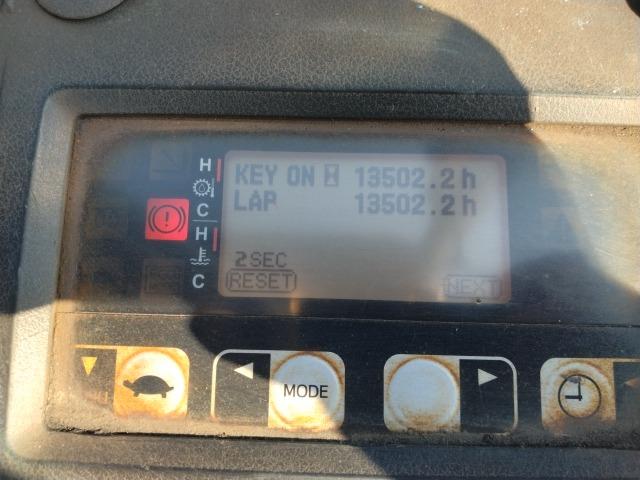 H
KEY ON 13502.2 h
C
LAP 13502.2 h
H
2SEC
C
RESET NEXT
MODE